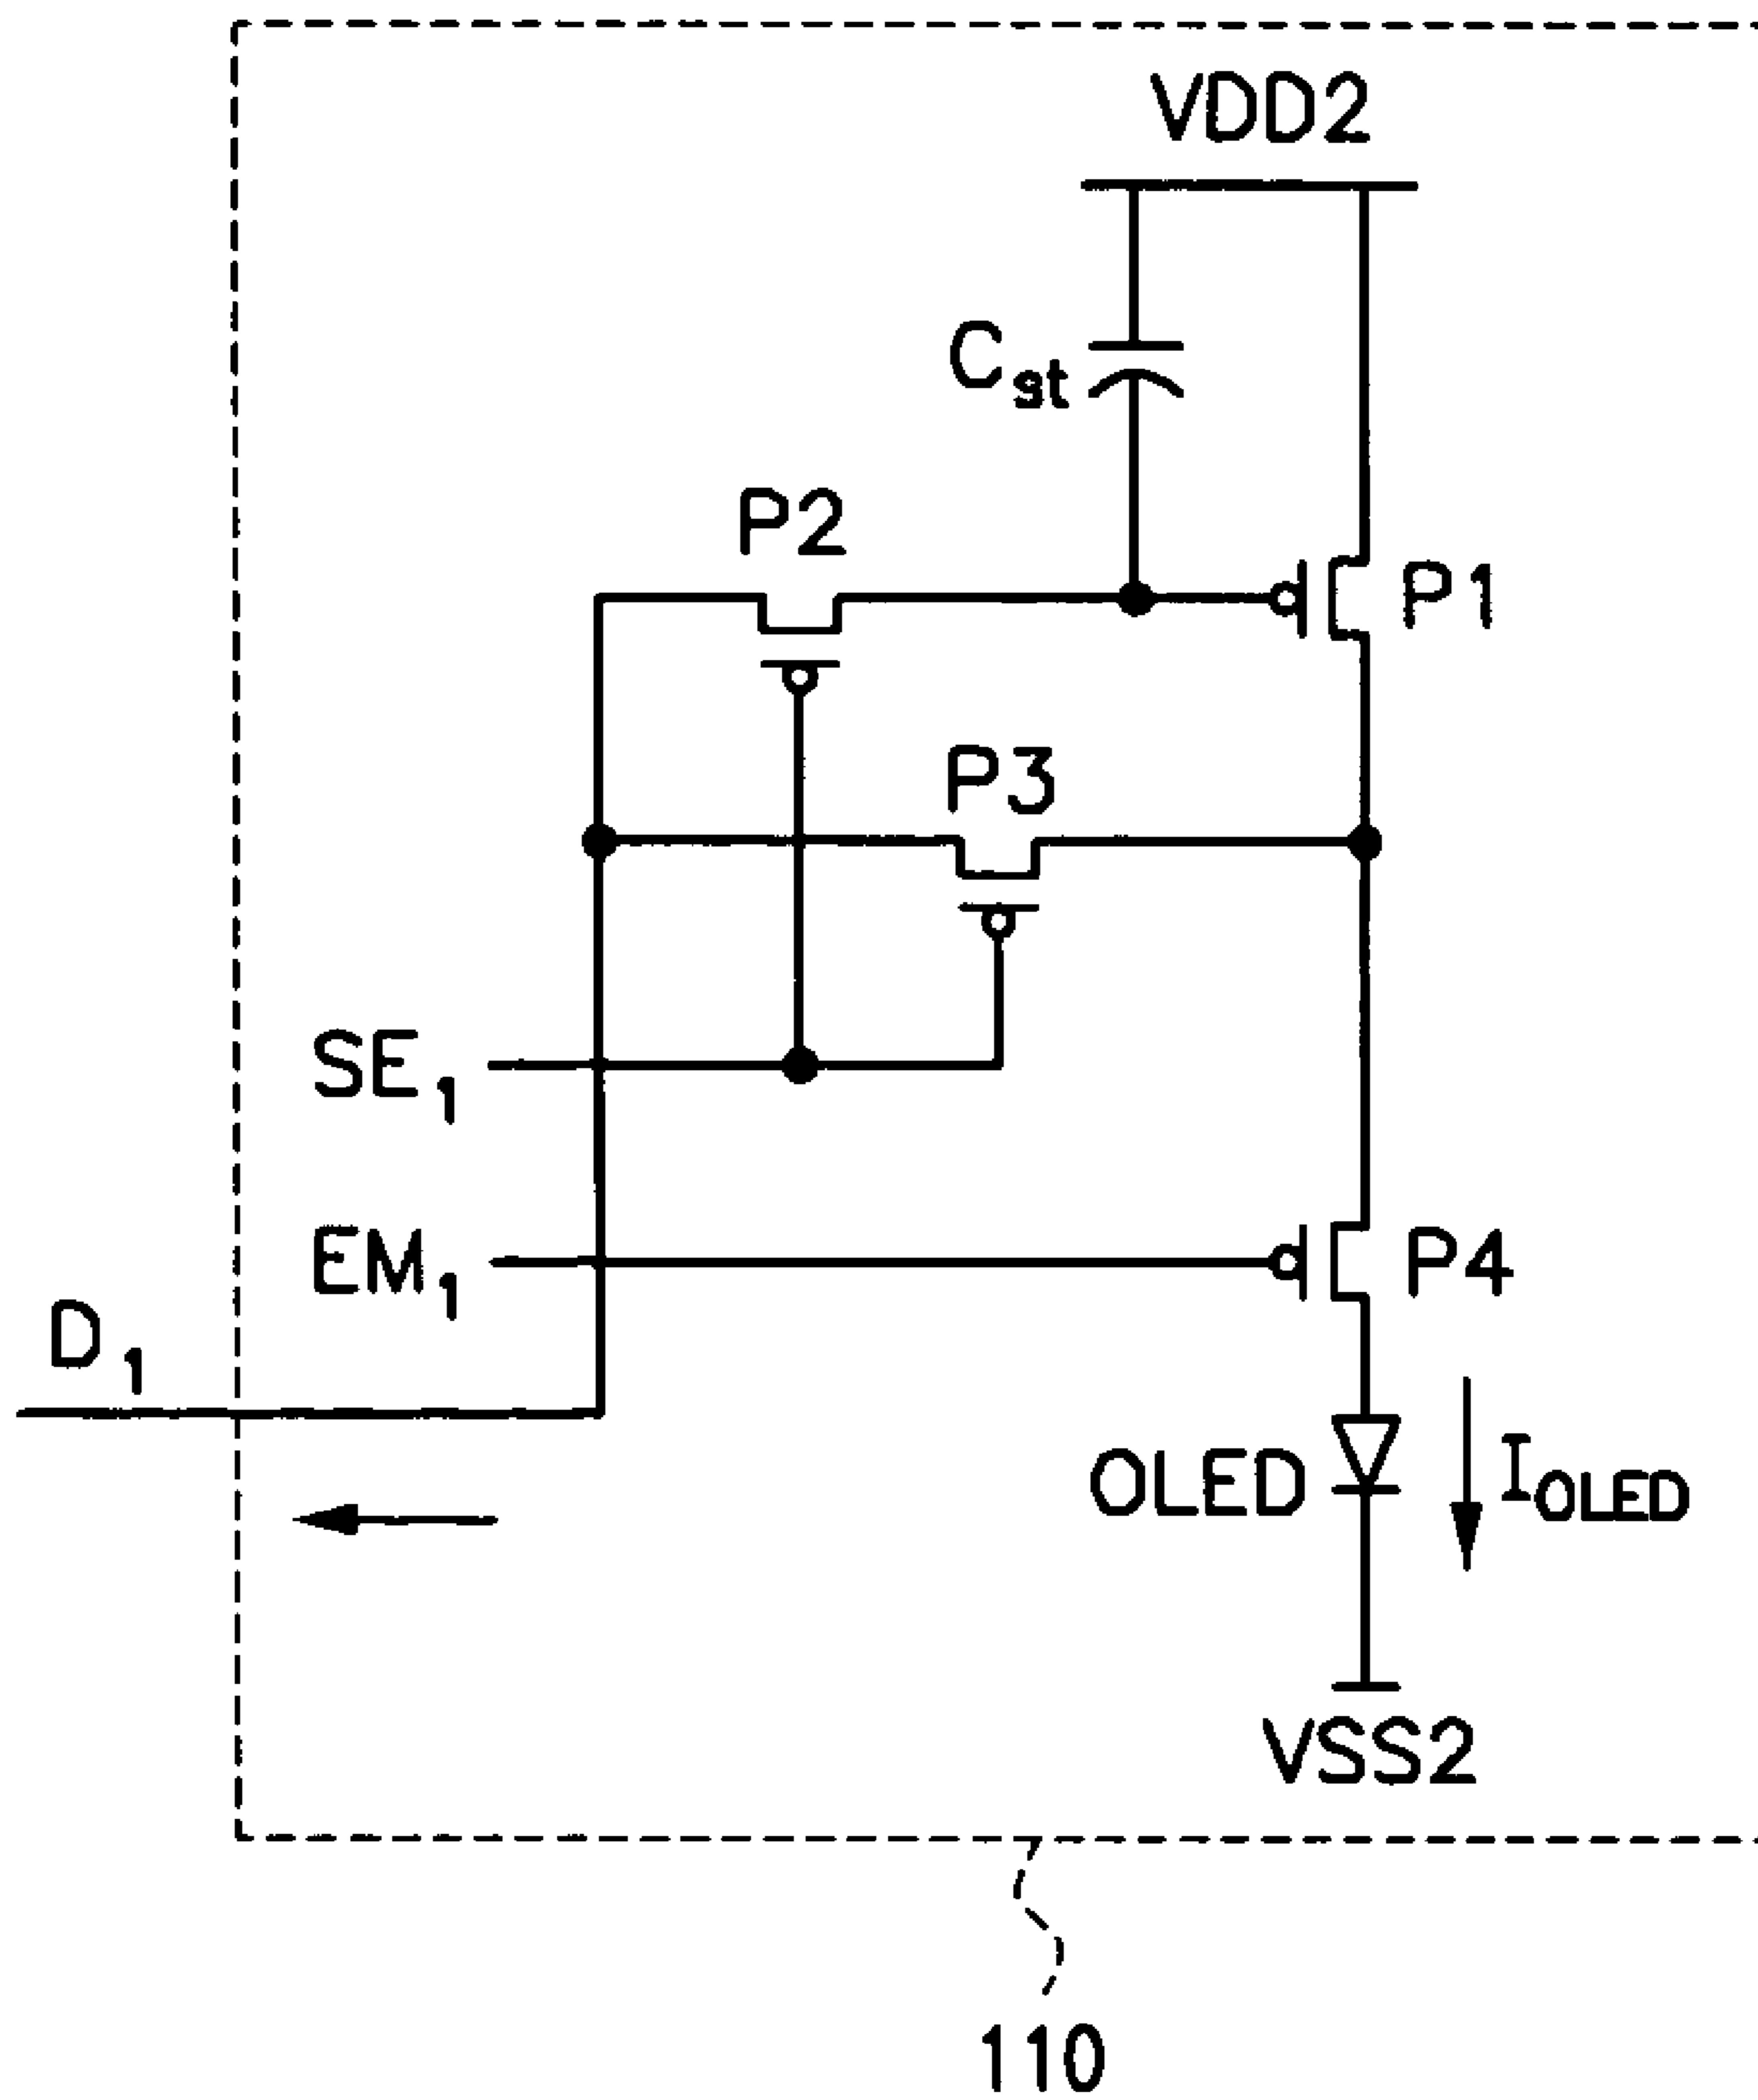 VDD2
Cst
P2
P1
P3
SE1
EM1
P4
D1
OLED
IOLED
VSS2
110